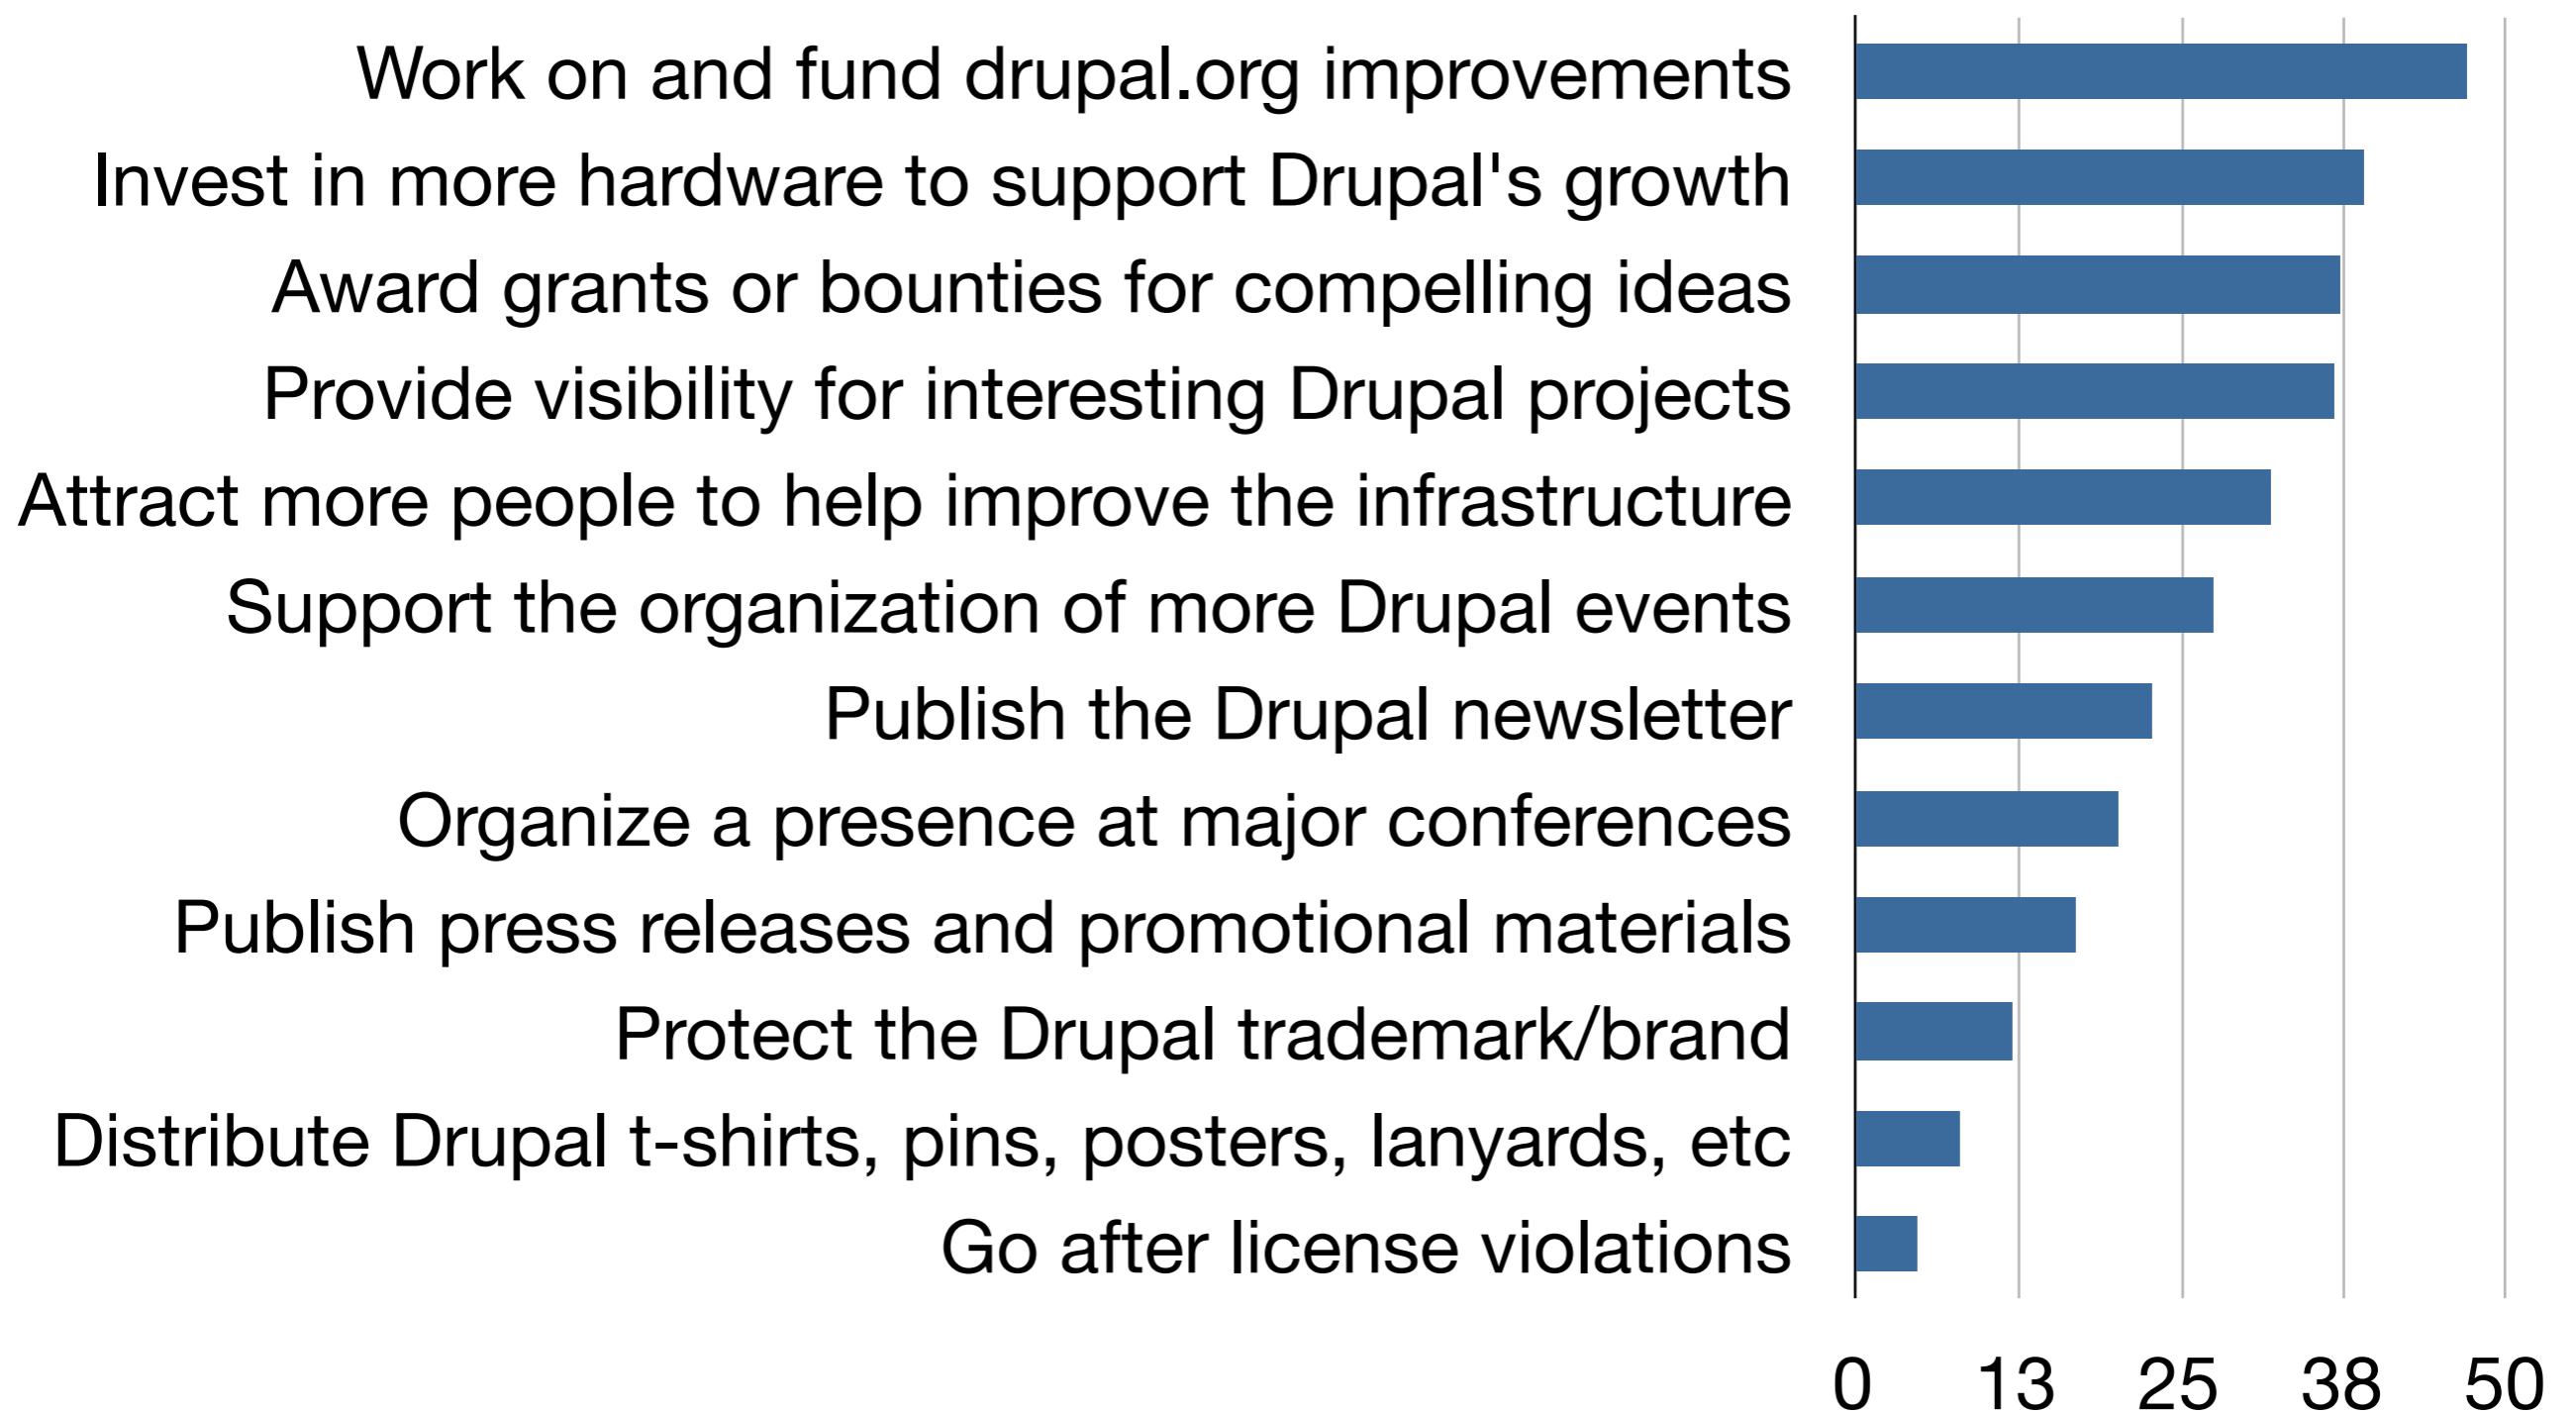 Work on and fund drupal.org improvements
Invest in more hardware to support Drupal's growth
Award grants or bounties for compelling ideas
Provide visibility for interesting Drupal projects
Attract more people to help improve the infrastructure
Support the organization of more Drupal events
Publish the Drupal newsletter
Organize a presence at major conferences
Publish press releases and promotional materials
Protect the Drupal trademark/brand
Distribute Drupal t-shirts, pins, posters, lanyards, etc
Go after license violations
0 13 25 38 50